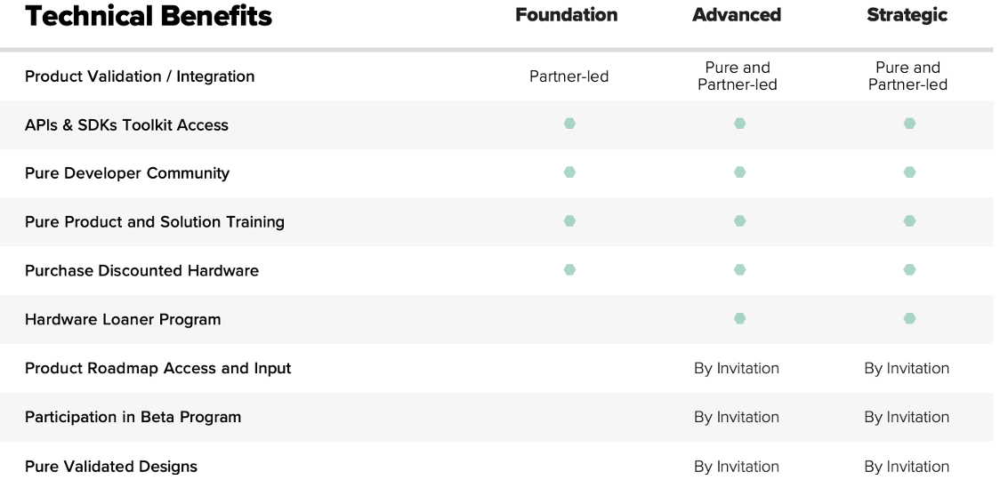 Technical Benefits Foundation Advanced Strategic
Product Validation / Integration Partner-led Pure and Partner-led Pure and Partner-led
APIs & SDKs Toolkit Access
Pure Developer Community
Pure Product and Solution Training
Purchase Discounted Hardware
Hardware Loaner Program
Product Roadmap Access and Input By Invitation By Invitation
Participation in Beta Program By Invitation By Invitation
Pure Validated Designs By Invitation By Invitation